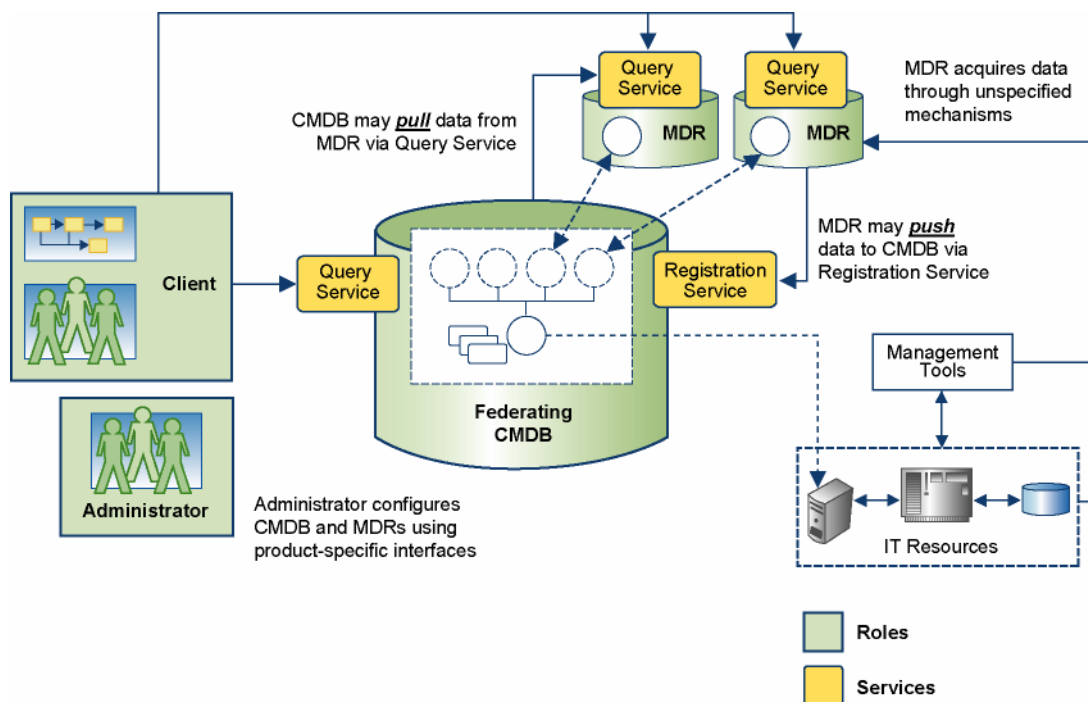 Query
Service
Query
Service
MDR
MDR
MDR acquires data
through unspecified
mechanisms
CMDB may pull data from
MDR via Query Service
MDR may push
data to CMDB via
Registration Service
Client
Query
Service
Registration
Service
Federating
CMDB
Management
Tools
IT Resources
Administrator
Administrator configures
CMDB and MDRs using
product-specific interfaces
Roles
Services